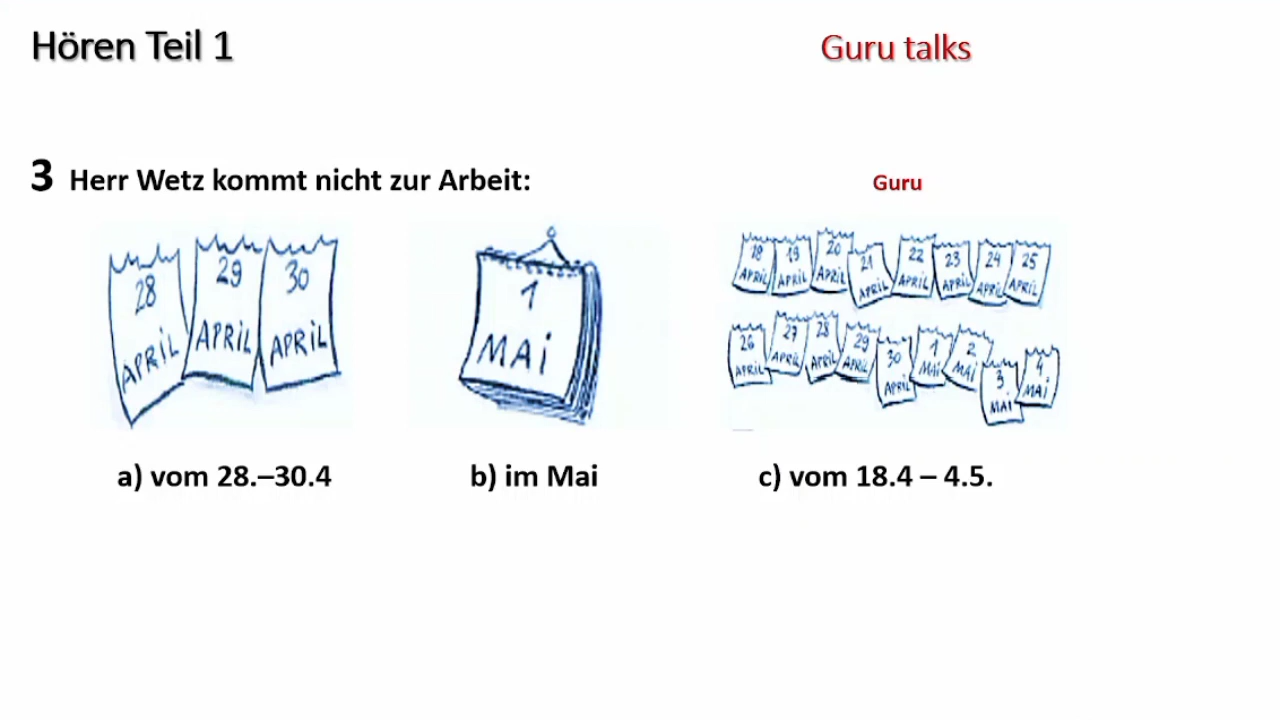 Hören Teil 1
Guru talks
3 Herr Wetz kommt nicht zur Arbeit:
Guru
28 APRiL
29 APRiL
30 APRiL
1 MAi
18 APRiL
19 APRiL
20 APRiL
21 APRiL
22 APRiL
23 APRiL
24 APRiL
25 APRiL
26 APRiL
27 APRiL
28 APRiL
29 APRiL
30 APRiL
1 MAi
2 MAi
3 MAi
4 MAi
a) vom 28.–30.4
b) im Mai
c) vom 18.4 – 4.5.